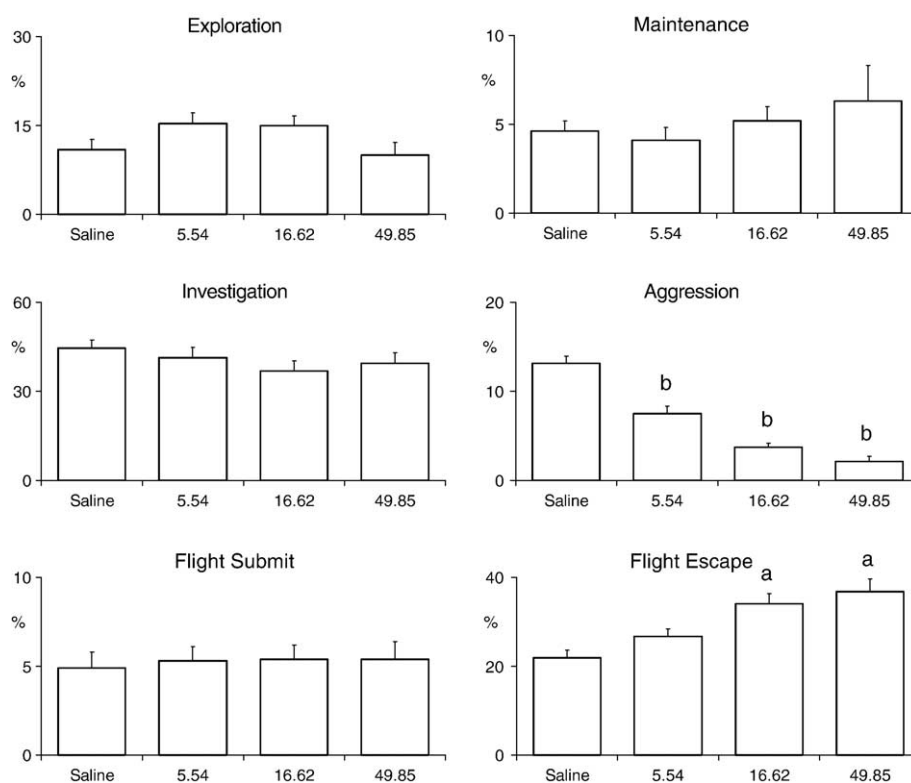 Exploration
30
%
15
0
Saline 5.54 16.62 49.85
Maintenance
10
%
5
0
Saline 5.54 16.62 49.85
Investigation
60
%
30
0
Saline 5.54 16.62 49.85
Aggression
20
%
10
0
b
b
b
Saline 5.54 16.62 49.85
Flight Submit
10
%
5
0
Saline 5.54 16.62 49.85
Flight Escape
40
%
20
0
a
a
Saline 5.54 16.62 49.85